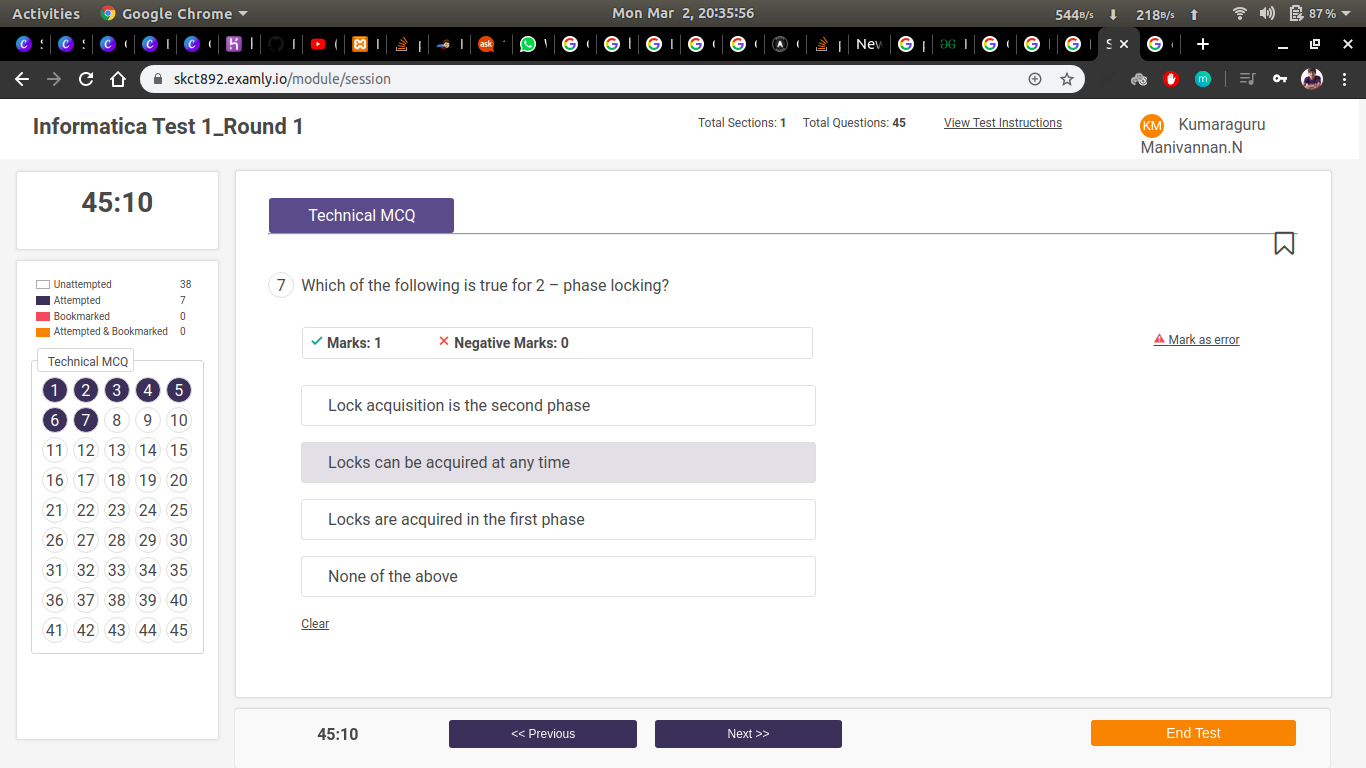 Activities Google Chrome Mon Mar 2, 20:35:56 544B/s 218B/s 87%
ask New
skct892.examly.io/module/session
Informatica Test 1_Round 1
Total Sections: 1 Total Questions: 45 View Test Instructions
KM Kumaraguru
Manivannan.N
45:10
Technical MCQ
Unattempted 38
Attempted 7
Bookmarked 0
Attempted & Bookmarked 0
Technical MCQ
1 2 3 4 5
6 7 8 9 10
11 12 13 14 15
16 17 18 19 20
21 22 23 24 25
26 27 28 29 30
31 32 33 34 35
36 37 38 39 40
41 42 43 44 45
7 Which of the following is true for 2 – phase locking?
Marks: 1 Negative Marks: 0
Mark as error
Lock acquisition is the second phase
Locks can be acquired at any time
Locks are acquired in the first phase
None of the above
Clear
45:10 << Previous Next >> End Test